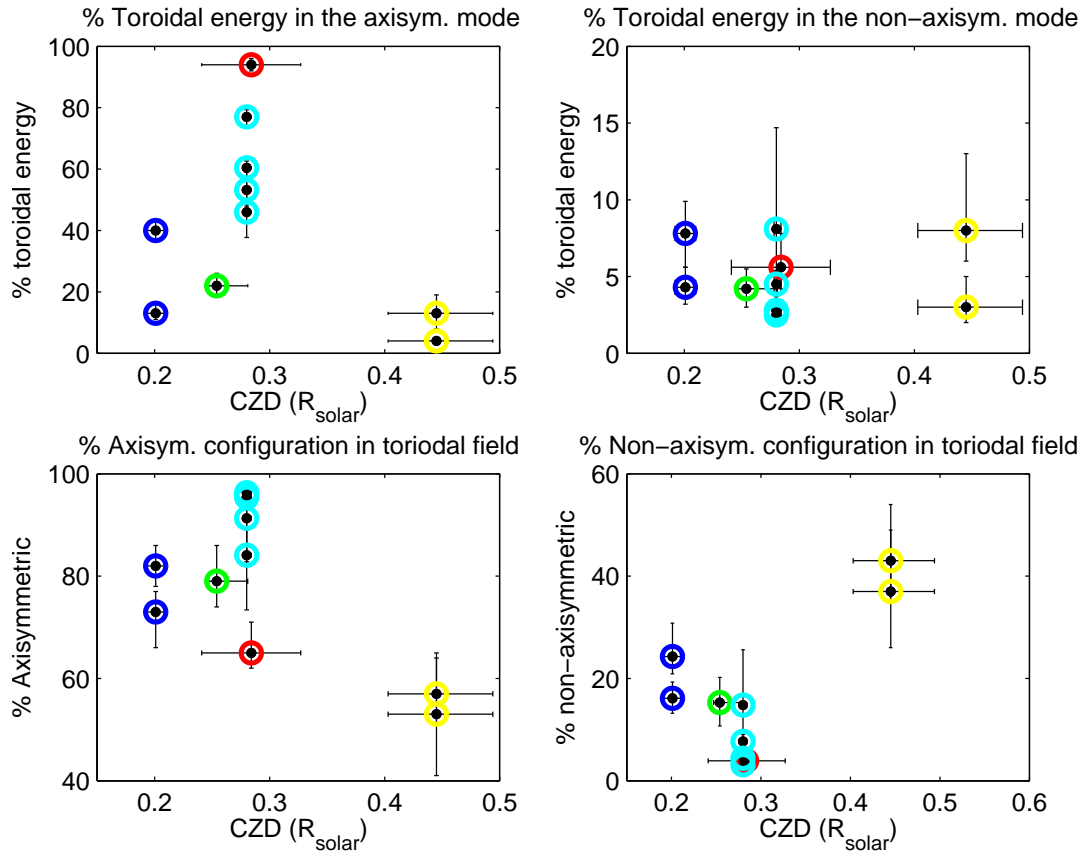 % Toroidal energy in the axisym. mode
% toroidal energy
100
80
60
40
20
0
0.2 0.3 0.4 0.5
CZD (R_solar)
% Toroidal energy in the non−axisym. mode
% toroidal energy
20
15
10
5
0
0.2 0.3 0.4 0.5
CZD (R_solar)
% Axisym. configuration in toriodal field
% Axisymmetric
100
80
60
40
0.2 0.3 0.4 0.5
CZD (R_solar)
% Non−axisym. configuration in toriodal field
% non−axisymmetric
60
40
20
0
0.2 0.3 0.4 0.5 0.6
CZD (R_solar)